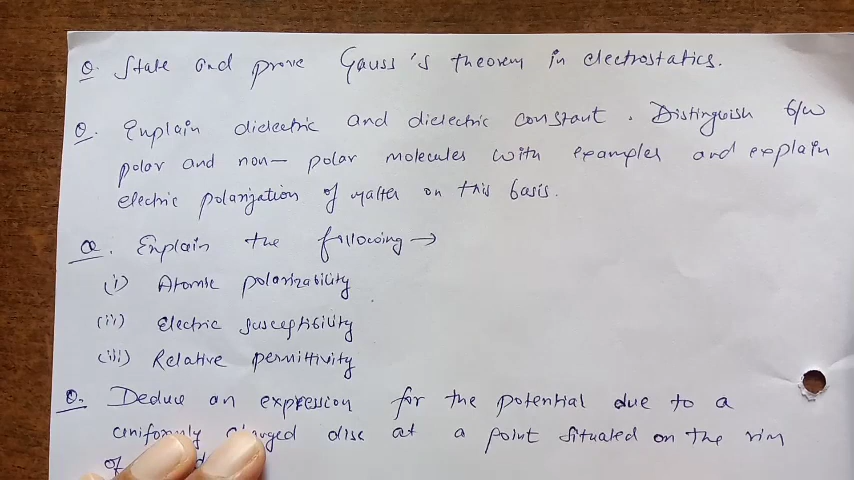 Q. State and prove Gauss's theorem in electrostatics.
Q. Explain dielectric and dielectric constant. Distinguish b/w
polar and non- polar molecules with examples and explain
electric polarization of matter on this basis.
Q. Explain the following →
(i) Atomic polarizability
(ii) Electric susceptibility
(iii) Relative permittivity
Q. Deduce an expression for the potential due to a
uniformly charged disc at a point situated on the rim
of